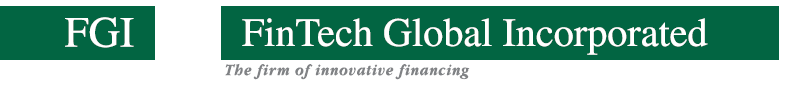 FGI
FinTech Global Incorporated
The firm of innovative financing